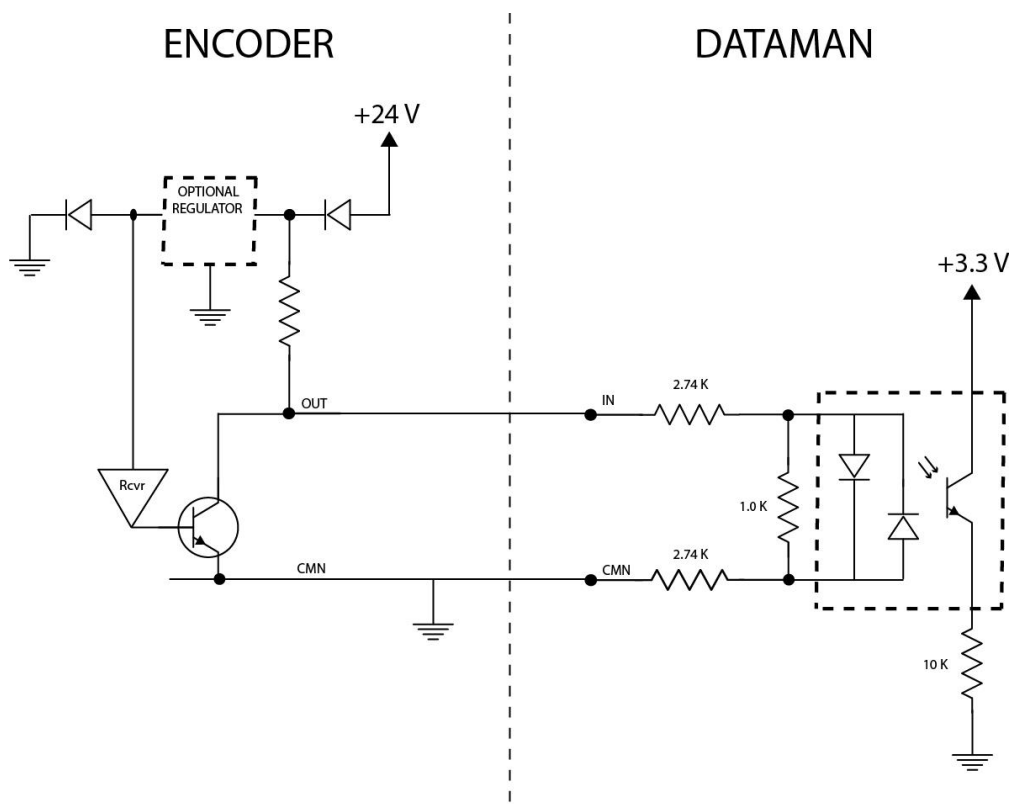 ENCODER
DATAMAN
+24 V
OPTIONAL
REGULATOR
+3.3 V
2.74 K
OUT
IN
Rcvr
1.0 K
2.74 K
CMN
CMN
10 K